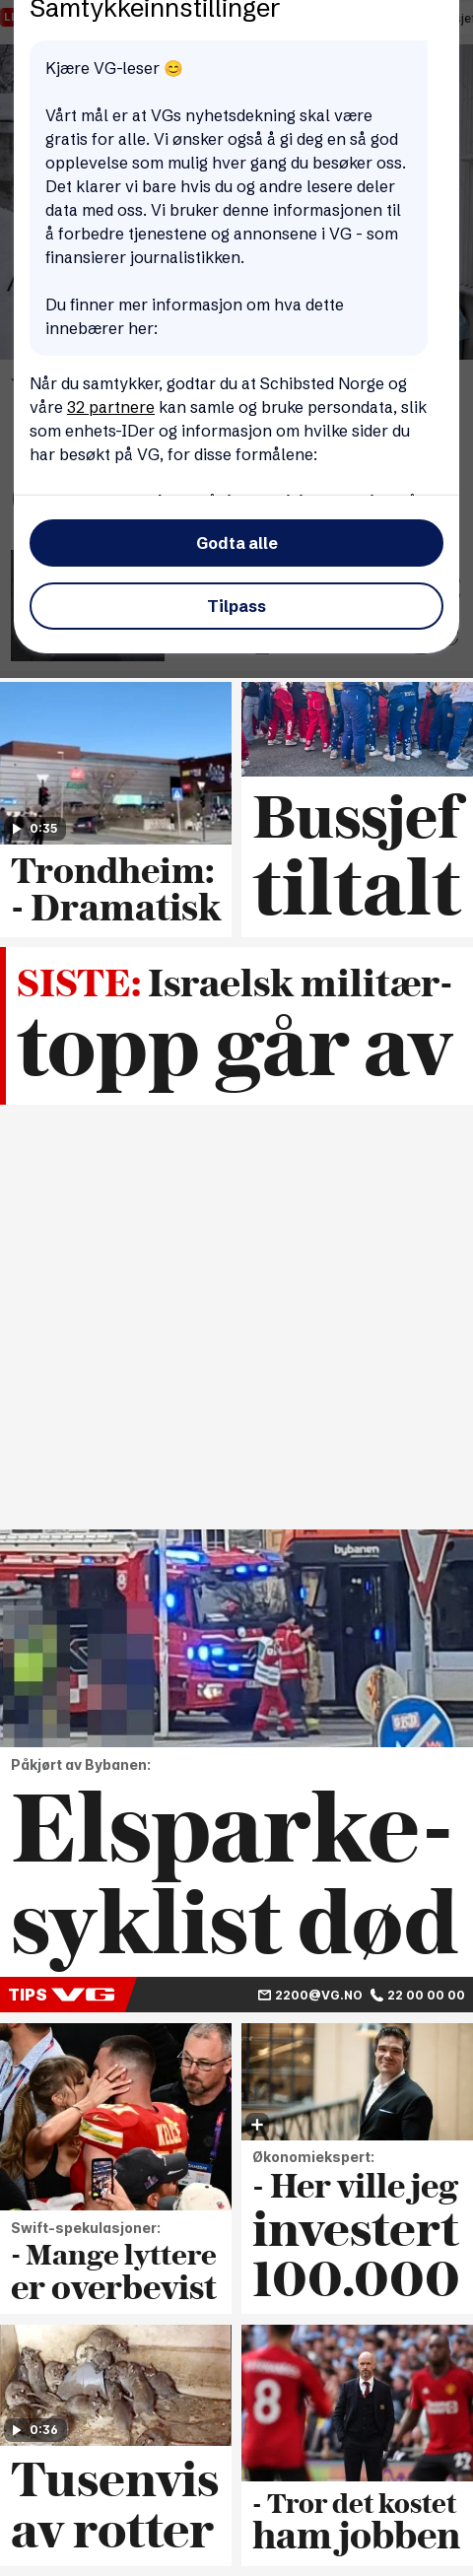 Samtykkeinnstillinger
Kjære VG-leser 😊
Vårt mål er at VGs nyhetsdekning skal være
gratis for alle. Vi ønsker også å gi deg en så god
opplevelse som mulig hver gang du besøker oss.
Det klarer vi bare hvis du og andre lesere deler
data med oss. Vi bruker denne informasjonen til
å forbedre tjenestene og annonsene i VG - som
finansierer journalistikken.
Du finner mer informasjon om hva dette
innebærer her:
Når du samtykker, godtar du at Schibsted Norge og
våre 32 partnere kan samle og bruke persondata, slik
som enhets-IDer og informasjon om hvilke sider du
har besøkt på VG, for disse formålene:
Godta alle
Tilpass
0:35
Trondheim:
- Dramatisk
Bussjef
tiltalt
SISTE: Israelsk militær-
topp går av
bybanen
Påkjørt av Bybanen:
Elsparke-
syklist død
TIPS VG 2200@VG.NO 22 00 00 00
Swift-spekulasjoner:
- Mange lyttere
er overbevist
Økonomiekspert:
- Her ville jeg
investert
100.000
0:36
Tusenvis
av rotter
8
- Tror det kostet
ham jobben